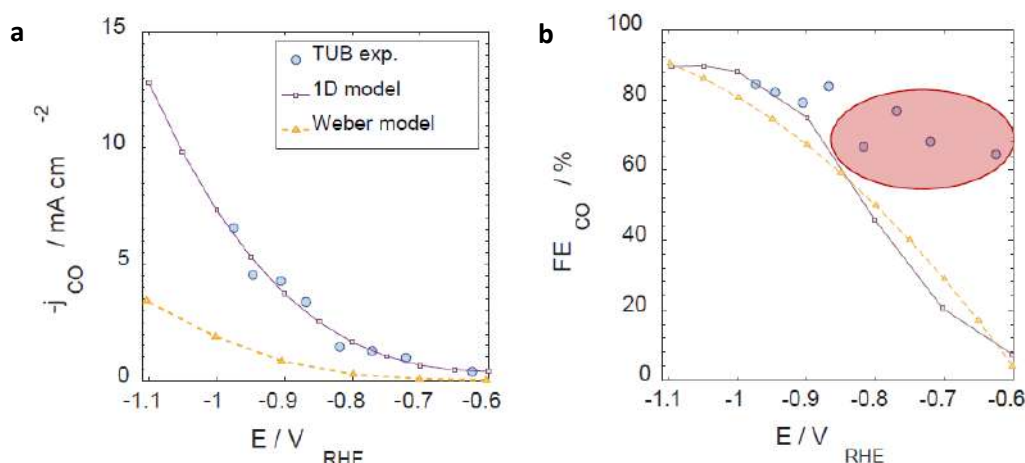 a
15
10
5
0
-j CO / mA cm -2
TUB exp.
1D model
Weber model
-1.1 -1 -0.9 -0.8 -0.7 -0.6
E / V RHE
b
100
80
60
40
20
0
FE CO / %
-1.1 -1 -0.9 -0.8 -0.7 -0.6
E / V RHE